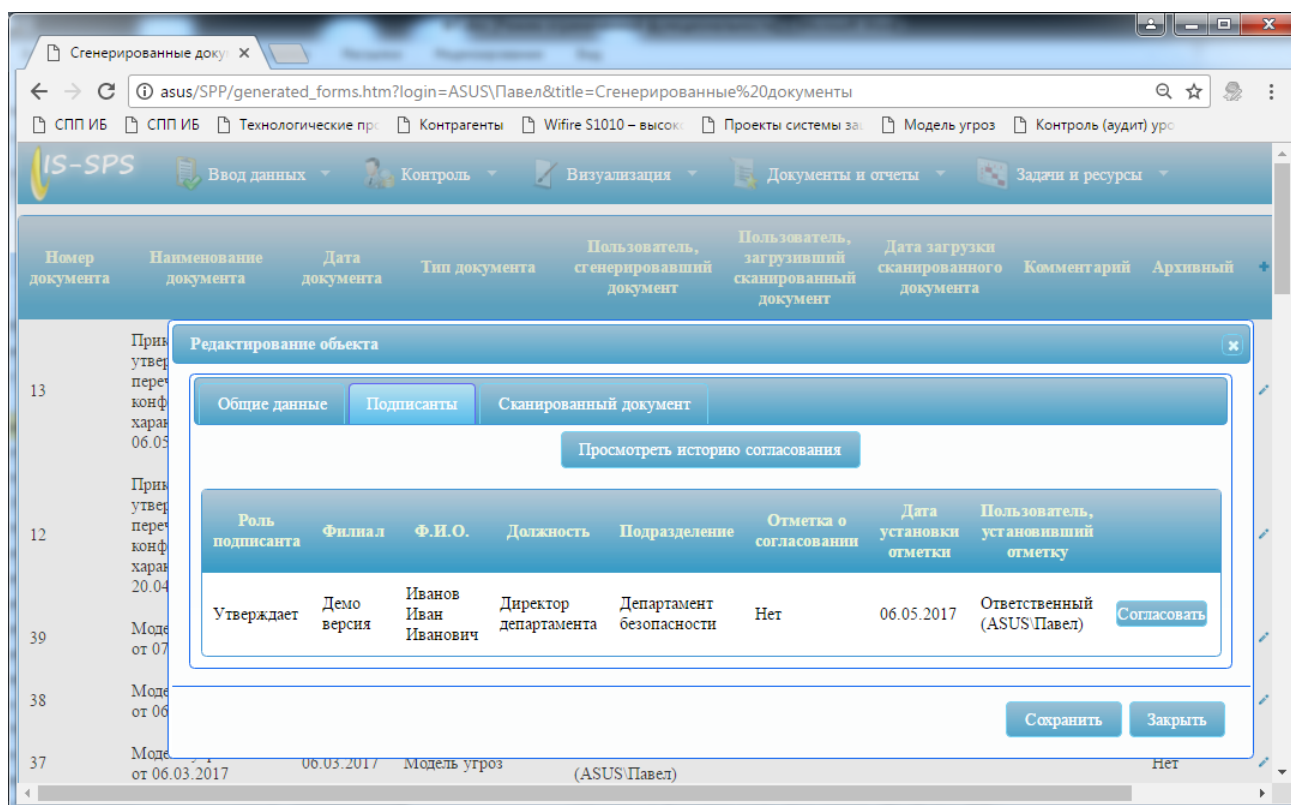 Сгенерированные доку
asus/SPP/generated_forms.htm?login=ASUS\Павел&title=Сгенерированные%20документы
СПП ИБ СПП ИБ Технологические про Контрагенты Wifire S1010 – высок Проекты системы за Модель угроз Контроль (аудит) уро
IS-SPS Ввод данных Контроль Визуализация Документы и отчеты Задачи и ресурсы
Номер
документа
Наименование
документа
Дата
документа
Тип документа
Пользователь,
сгенерировавший
документ
Пользователь,
загрузивший
сканированный
документ
Дата загрузки
сканированного
документа
Комментарий
Архивный
Редактирование объекта
Общие данные Подписанты Сканированный документ
Просмотреть историю согласования
Роль
подписанта
Филиал
Ф.И.О.
Должность
Подразделение
Отметка о
согласовании
Дата
установки
отметки
Пользователь,
установивший
отметку
Утверждает
Демо
версия
Иванов
Иван
Иванович
Директор
департамента
Департамент
безопасности
Нет
06.05.2017
Ответственный
(ASUS\Павел)
Согласовать
Сохранить Закрыть
13
Прик
утвер
переч
конф
харак
06.05
12
Прик
утвер
переч
конф
харак
20.04
39
Моде
от 07
38
Моде
от 06
37
от 06.03.2017
06.03.2017
Модель угроз
(ASUS\Павел)
Нет